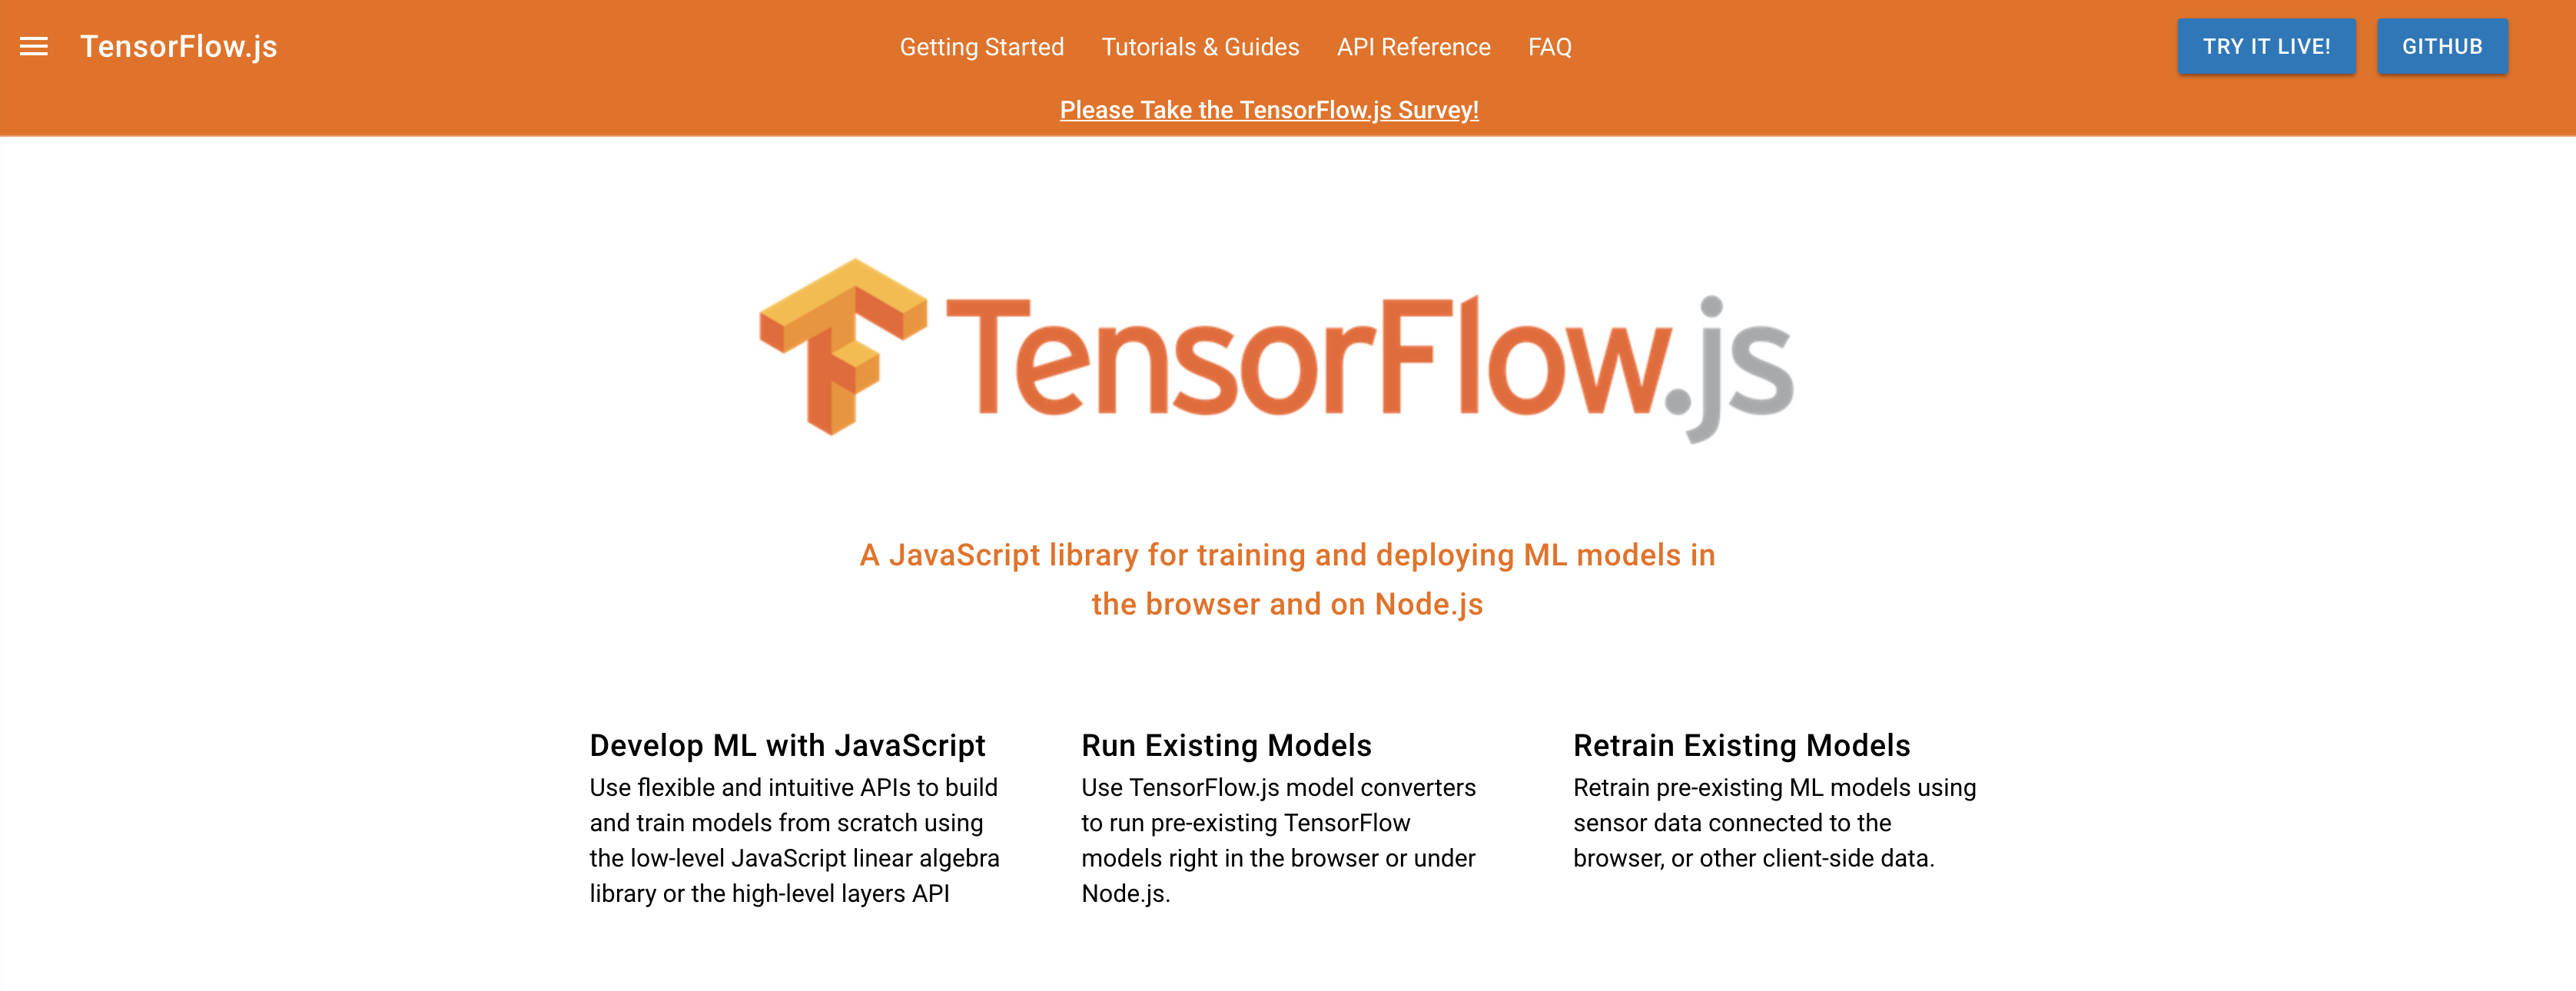 TensorFlow.js
Getting Started
Tutorials & Guides
API Reference
FAQ
TRY IT LIVE!
GITHUB
Please Take the TensorFlow.js Survey!
TensorFlow.js
A JavaScript library for training and deploying ML models in
the browser and on Node.js
Develop ML with JavaScript
Use flexible and intuitive APIs to build
and train models from scratch using
the low-level JavaScript linear algebra
library or the high-level layers API
Run Existing Models
Use TensorFlow.js model converters
to run pre-existing TensorFlow
models right in the browser or under
Node.js.
Retrain Existing Models
Retrain pre-existing ML models using
sensor data connected to the
browser, or other client-side data.